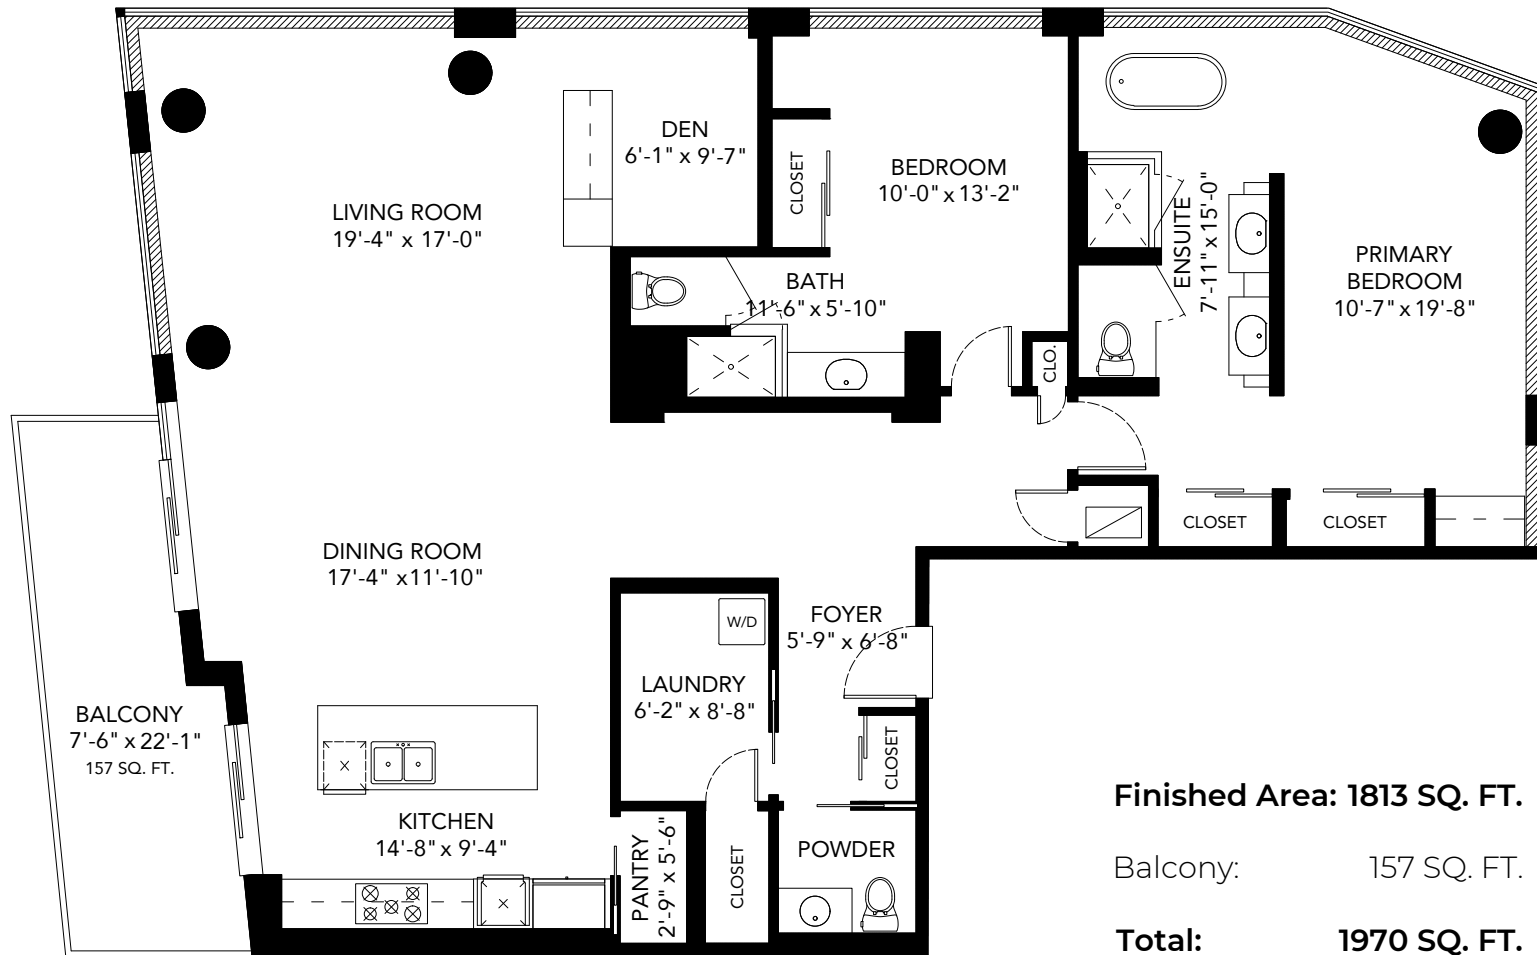 DEN
6'-1" x 9'-7"
CLOSET
BEDROOM
10'-0" x 13'-2"
LIVING ROOM
19'-4" x 17'-0"
ENSUITE
7'-11" x 15'-0"
PRIMARY
BEDROOM
10'-7" x 19'-8"
BATH
11'-6" x 5'-10"
CLO.
CLOSET
CLOSET
DINING ROOM
17'-4" x11'-10"
W/D
FOYER
5'-9" x 6'-8"
LAUNDRY
6'-2" x 8'-8"
BALCONY
7'-6" x 22'-1"
157 SQ. FT.
CLOSET
KITCHEN
14'-8" x 9'-4"
PANTRY
2'-9" x 5'-6"
CLOSET
POWDER
Finished Area: 1813 SQ. FT.
Balcony: 157 SQ. FT.
Total: 1970 SQ. FT.